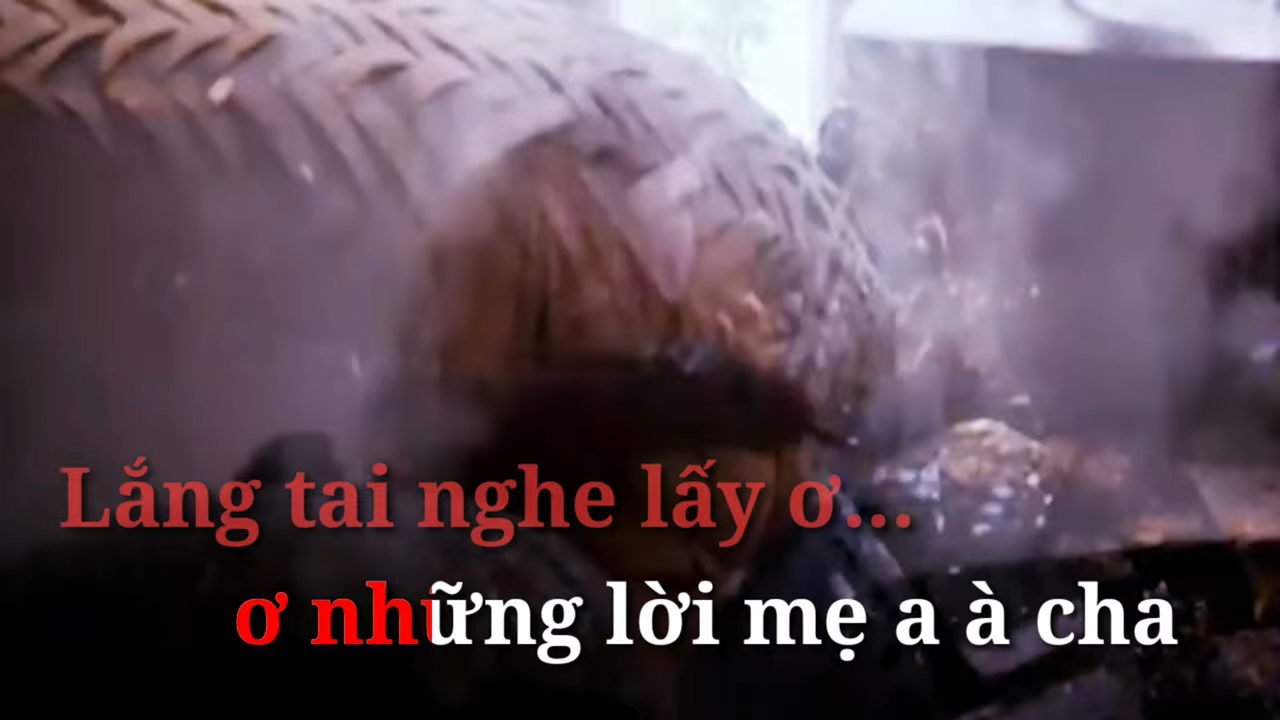 Lắng tai nghe lấy ơ...
ơ những lời mẹ a à cha